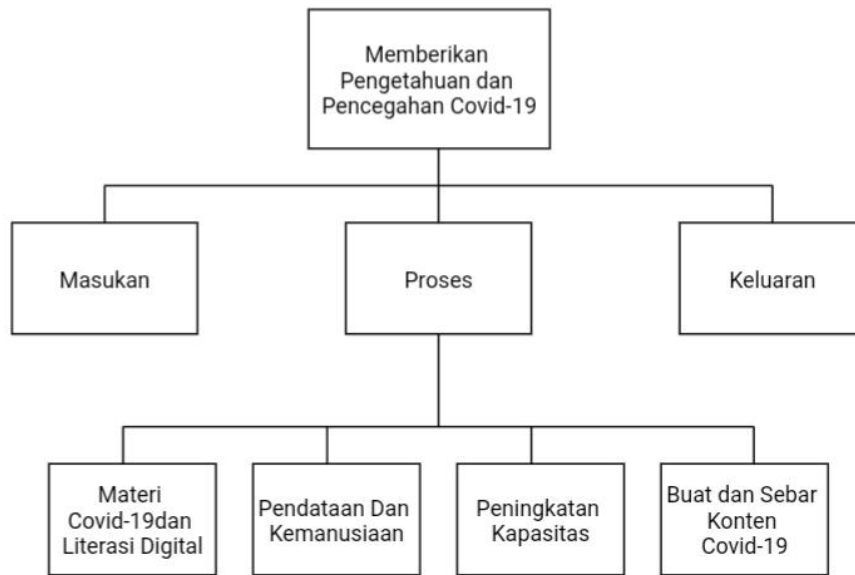 Memberikan
Pengetahuan dan
Pencegahan Covid-19
Masukan
Proses
Keluaran
Materi
Covid-19dan
Literasi Digital
Pendataan Dan
Kemanusiaan
Peningkatan
Kapasitas
Buat dan Sebar
Konten
Covid-19